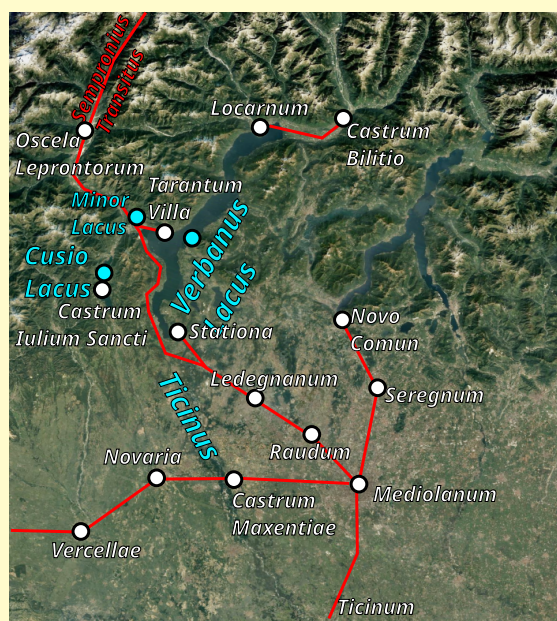 Sempronius
Transitus
Locarnum
Castrum
Bilitio
Oscela
Leprontorum
Tarantum
Villa
Minor
Lacus
Verbanus
Lacus
Cusio
Lacus
Castrum
Iulium Sancti
Novo
Comun
Stationa
Ticinus
Ledegnanum
Seregnum
Raudum
Novaria
Castrum
Maxentiae
Mediolanum
Vercellae
Ticinum